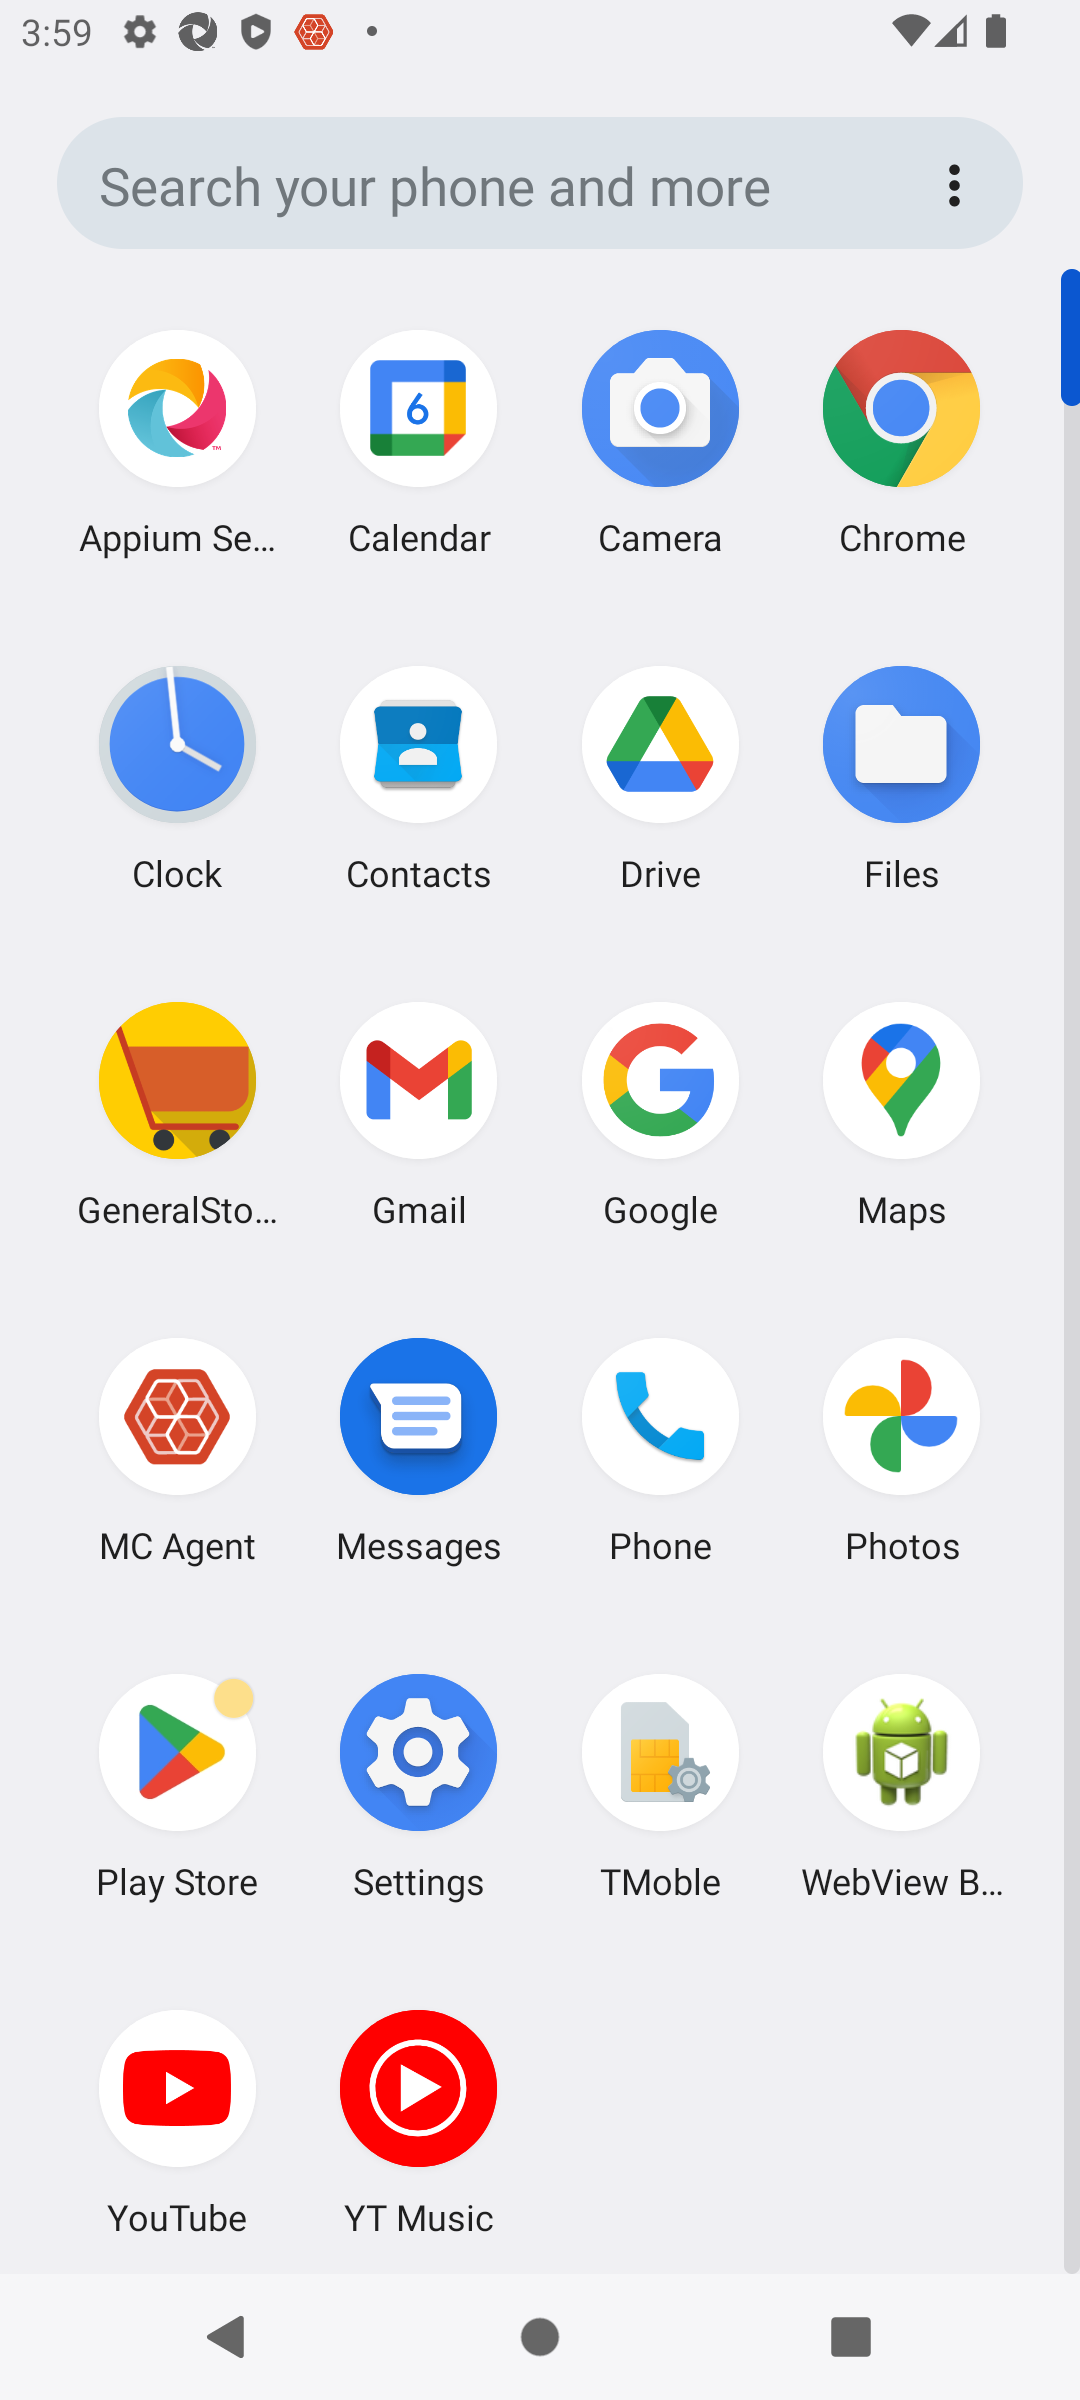 3:59
Search your phone and more
6
Appium Se... Calendar Camera Chrome
Clock Contacts Drive Files
GeneralSto... Gmail Google Maps
MC Agent Messages Phone Photos
Play Store Settings TMoble WebView B...
YouTube YT Music